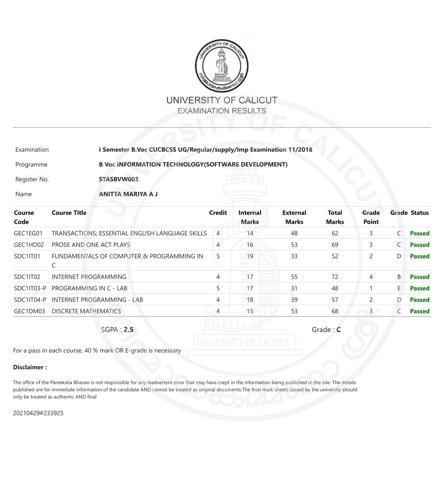 UNIVERSITY OF CALICUT
UNIVERSITY OF CALICUT
EXAMINATION RESULTS
Examination I Semester B.Voc CUCBCSS UG/Regular/supply/Imp Examination 11/2018
Programme B Voc INFORMATION TECHNOLOGY(SOFTWARE DEVELOPMENT)
Register No. STASBVW003
Name ANITTA MARIYA A J
Course Code Course Title Credit Internal Marks External Marks Total Marks Grade Point Grade Status
GEC1EG01 TRANSACTIONS; ESSENTIAL ENGLISH LANGUAGE SKILLS 4 14 48 62 3 C Passed
GEC1HD02 PROSE AND ONE ACT PLAYS 4 16 53 69 3 C Passed
SDC1IT01 FUNDAMENTALS OF COMPUTER & PROGRAMMING IN C 5 19 33 52 2 D Passed
SDC1IT02 INTERNET PROGRAMMING 4 17 55 72 4 B Passed
SDC1IT03-P PROGRAMMING IN C - LAB 5 17 31 48 1 E Passed
SDC1IT04-P INTERNET PROGRAMMING - LAB 4 18 39 57 2 D Passed
GEC1DM03 DISCRETE MATHEMATICS 4 15 53 68 3 C Passed
SGPA : 2.5 Grade : C
UNIVERSITY OF CALICUT
For a pass in each course, 40 % mark OR E-grade is necessary
Disclaimer :
The office of the Pareeksha Bhavan is not responsible for any inadvertent error that may have crept in the information being published in the site. The details
published are for immediate information of the candidate AND cannot be treated as original documents.The final mark sheets issued by the university should
only be treated as authentic AND final
20210429#233925